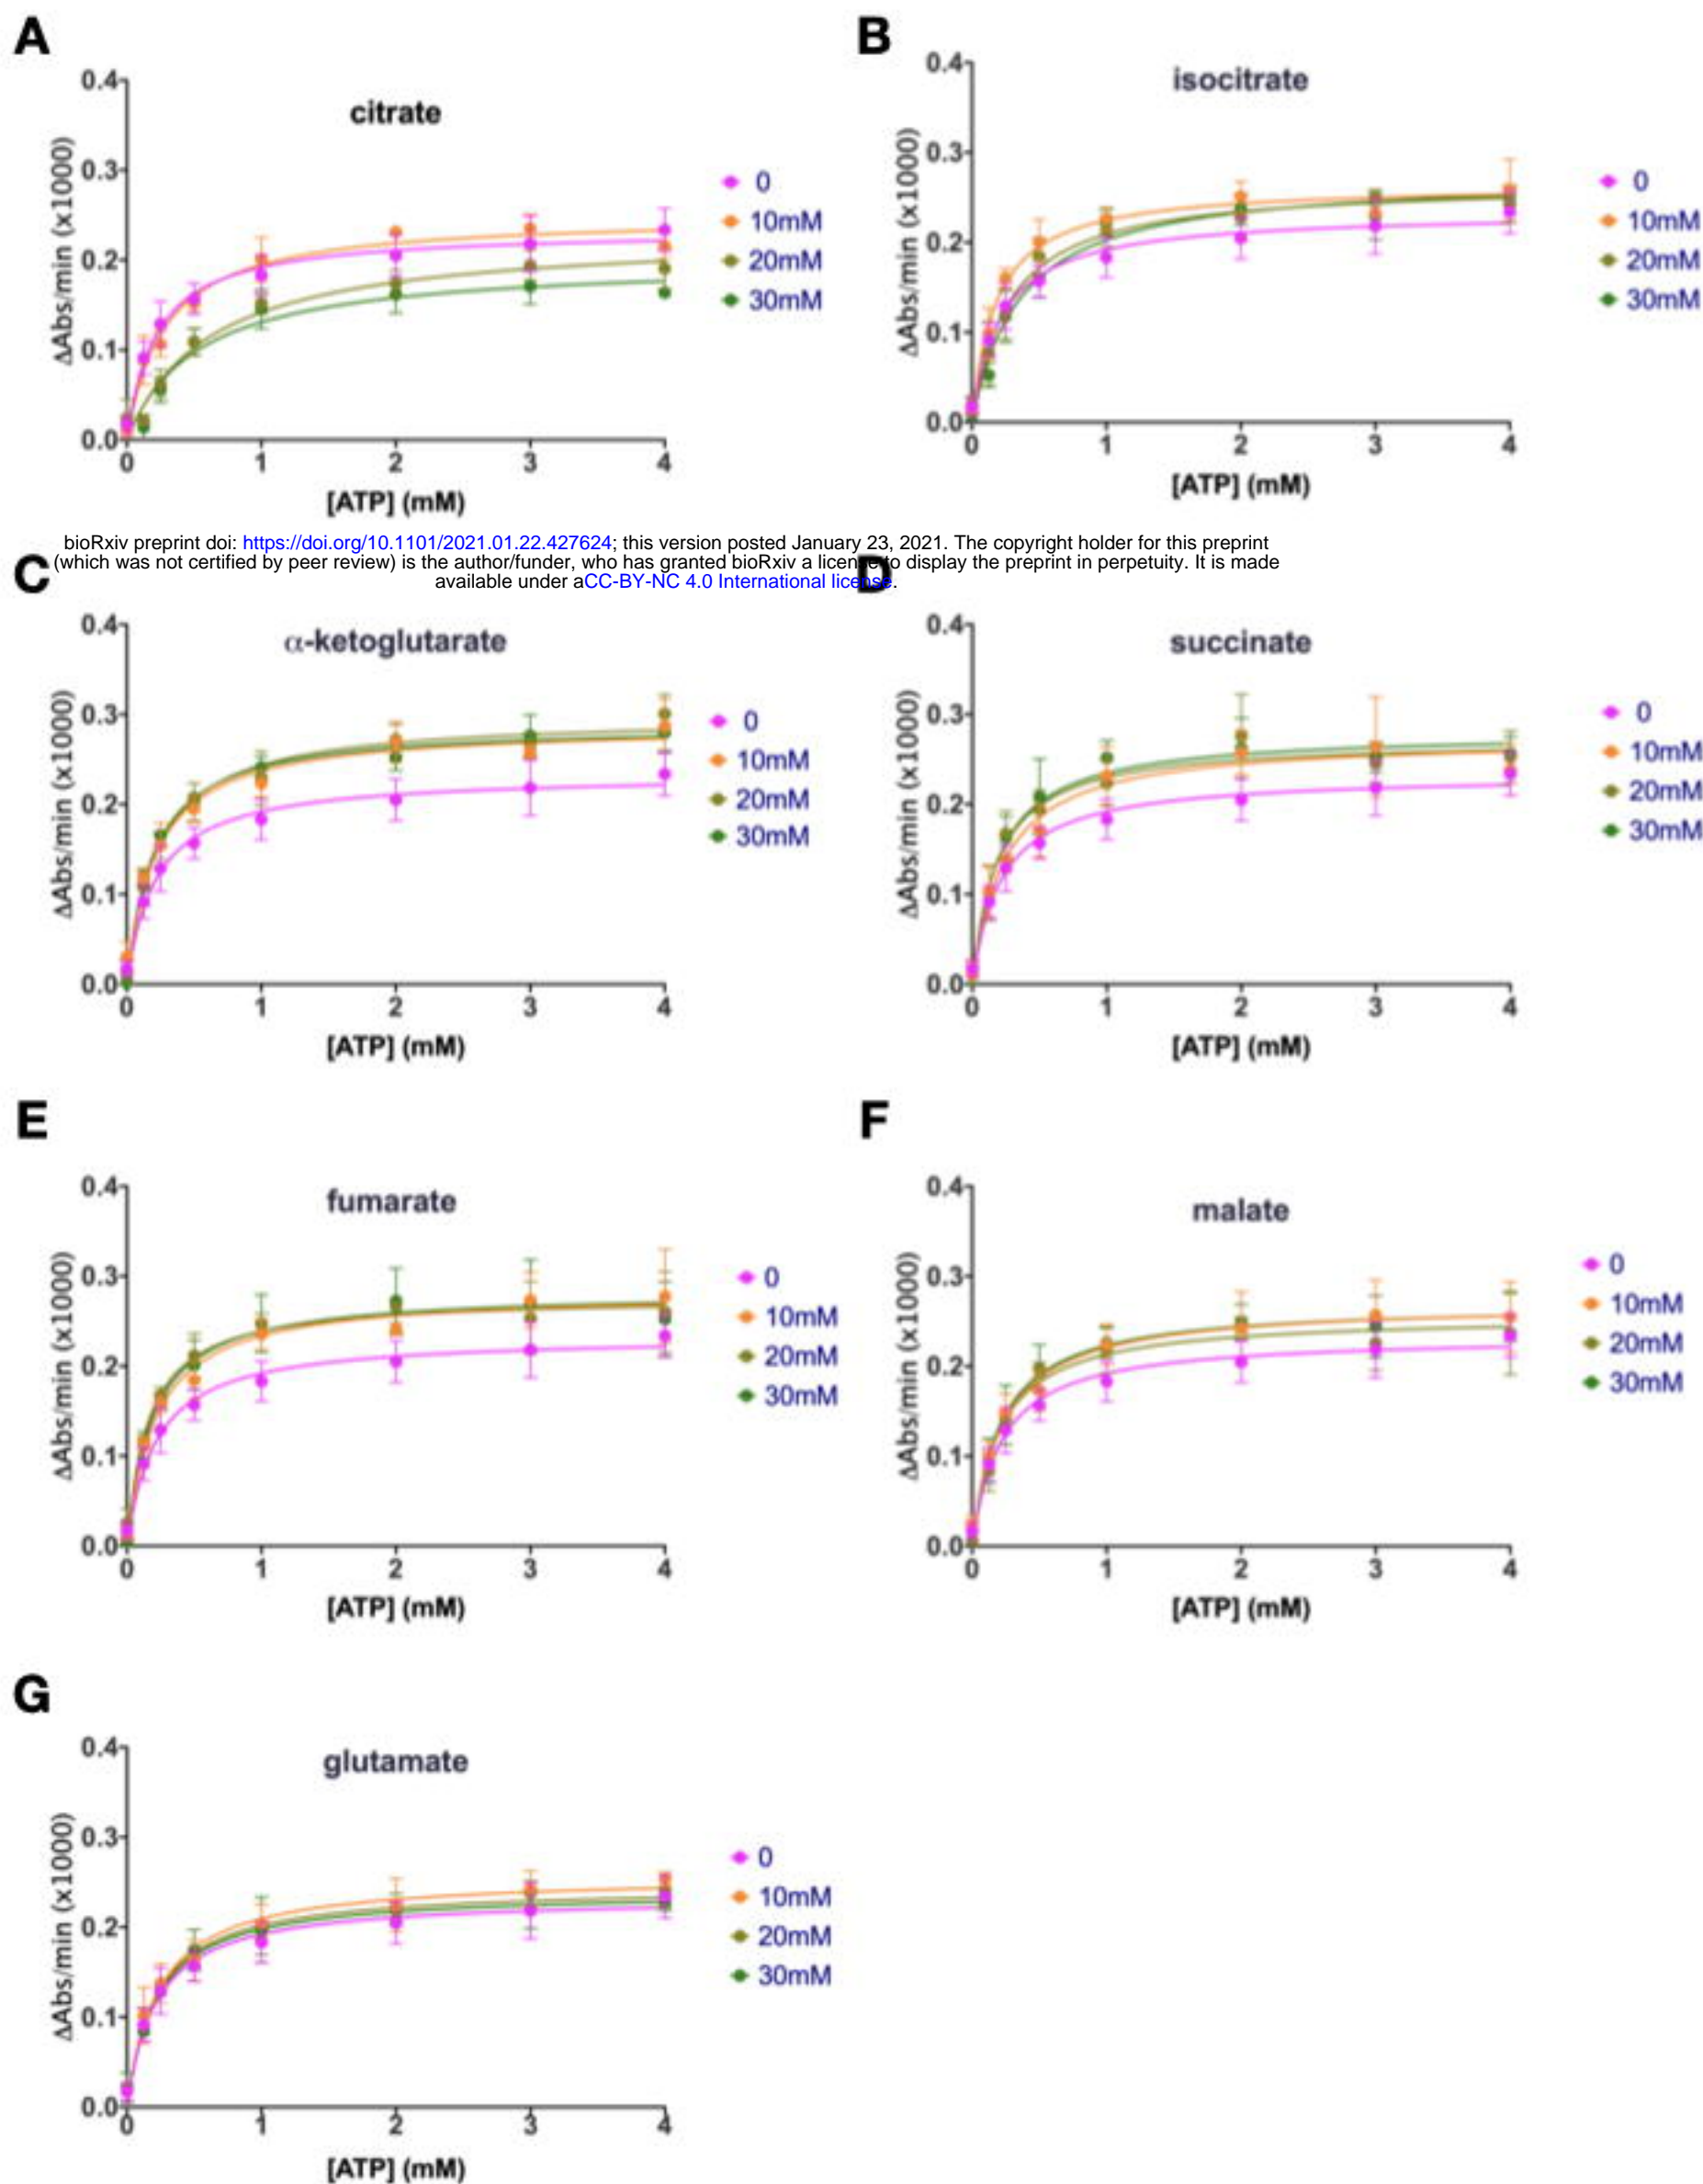 A
citrate
0.4
0.3
0.2
0.1
0.0
0 1 2 3 4
ΔAbs/min (x1000)
[ATP] (mM)
0
10mM
20mM
30mM
B
isocitrate
0.4
0.3
0.2
0.1
0.0
0 1 2 3 4
ΔAbs/min (x1000)
[ATP] (mM)
0
10mM
20mM
30mM
bioRxiv preprint doi: https://doi.org/10.1101/2021.01.22.427624; this version posted January 23, 2021. The copyright holder for this preprint
(which was not certified by peer review) is the author/funder, who has granted bioRxiv a license to display the preprint in perpetuity. It is made
available under aCC-BY-NC 4.0 International license.
C
α-ketoglutarate
0.4
0.3
0.2
0.1
0.0
0 1 2 3 4
ΔAbs/min (x1000)
[ATP] (mM)
0
10mM
20mM
30mM
D
succinate
0.4
0.3
0.2
0.1
0.0
0 1 2 3 4
ΔAbs/min (x1000)
[ATP] (mM)
0
10mM
20mM
30mM
E
fumarate
0.4
0.3
0.2
0.1
0.0
0 1 2 3 4
ΔAbs/min (x1000)
[ATP] (mM)
0
10mM
20mM
30mM
F
malate
0.4
0.3
0.2
0.1
0.0
0 1 2 3 4
ΔAbs/min (x1000)
[ATP] (mM)
0
10mM
20mM
30mM
G
glutamate
0.4
0.3
0.2
0.1
0.0
0 1 2 3 4
ΔAbs/min (x1000)
[ATP] (mM)
0
10mM
20mM
30mM